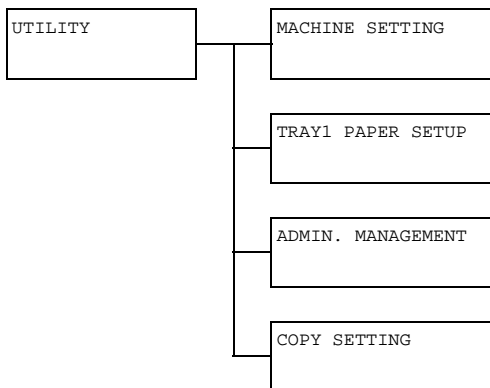 UTILITY
MACHINE SETTING
TRAY1 PAPER SETUP
ADMIN. MANAGEMENT
COPY SETTING